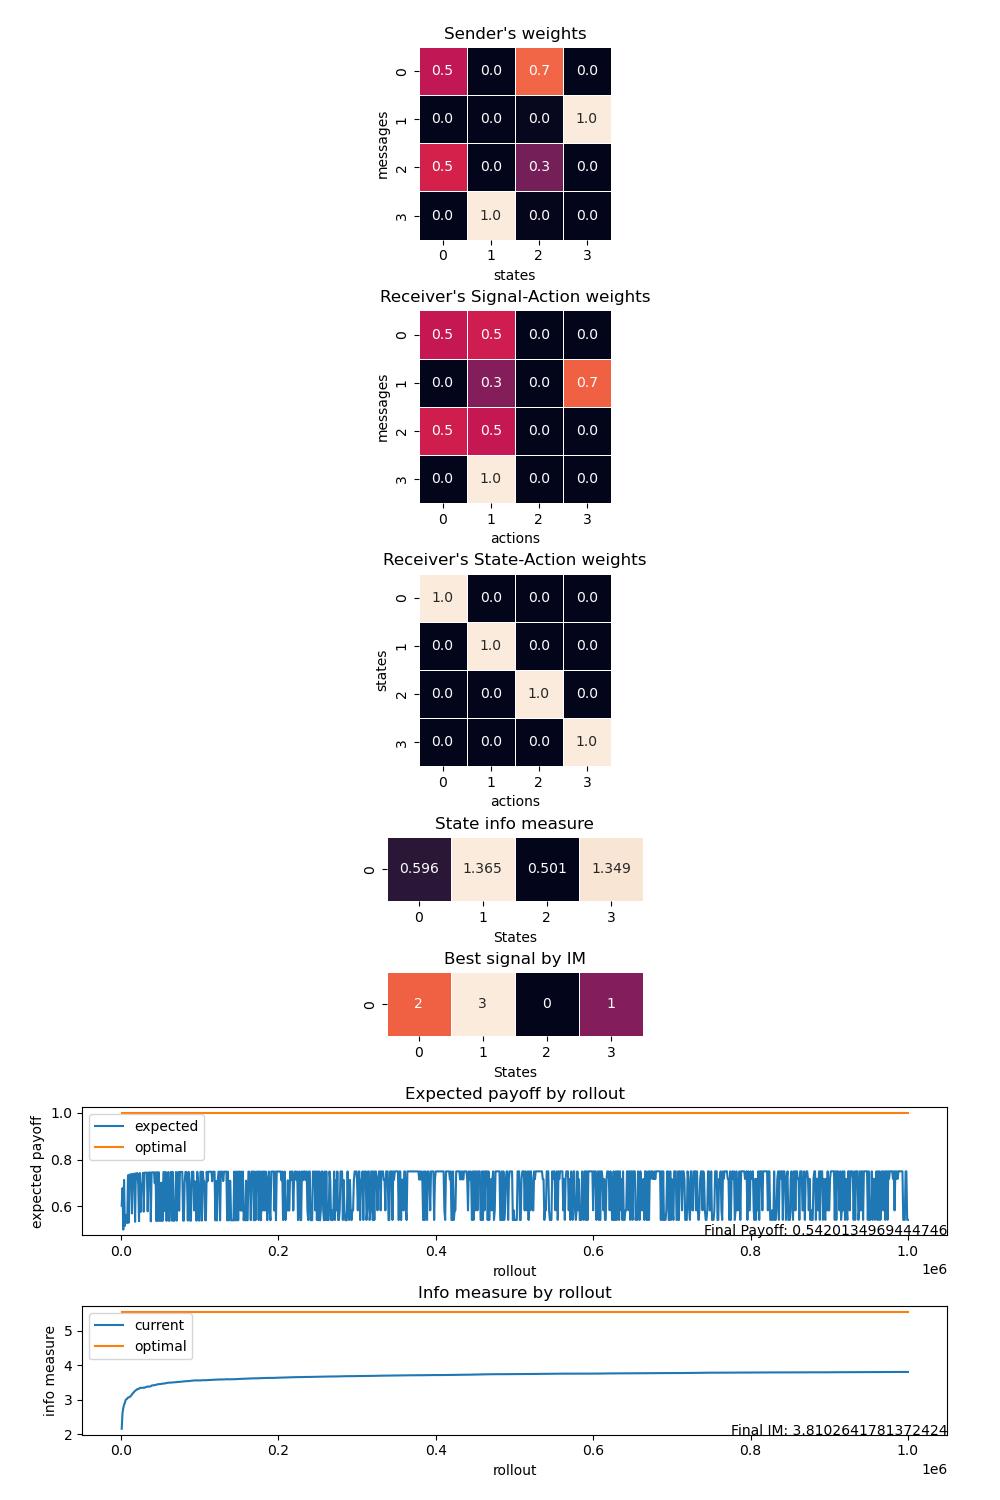 Sender's weights
0 0.5 0.0 0.7 0.0
1 0.0 0.0 0.0 1.0
2 0.5 0.0 0.3 0.0
3 0.0 1.0 0.0 0.0
messages
0 1 2 3
states
Receiver's Signal-Action weights
0 0.5 0.5 0.0 0.0
1 0.0 0.3 0.0 0.7
2 0.5 0.5 0.0 0.0
3 0.0 1.0 0.0 0.0
messages
0 1 2 3
actions
Receiver's State-Action weights
0 1.0 0.0 0.0 0.0
1 0.0 1.0 0.0 0.0
2 0.0 0.0 1.0 0.0
3 0.0 0.0 0.0 1.0
states
0 1 2 3
actions
State info measure
0 0.596 1.365 0.501 1.349
0 1 2 3
States
Best signal by IM
0 2 3 0 1
0 1 2 3
States
Expected payoff by rollout
expected payoff
1.0
0.8
0.6
expected
optimal
Final Payoff: 0.5420134969444746
0.0 0.2 0.4 0.6 0.8 1.0
1e6
rollout
Info measure by rollout
info measure
5
4
3
2
current
optimal
Final IM: 3.8102641781372424
0.0 0.2 0.4 0.6 0.8 1.0
1e6
rollout